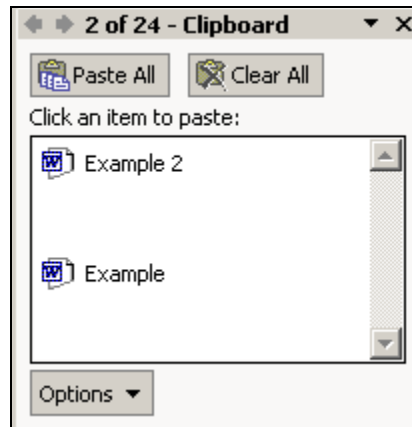 2 of 24 - Clipboard
Paste All Clear All
Click an item to paste:
Example 2
Example
Options